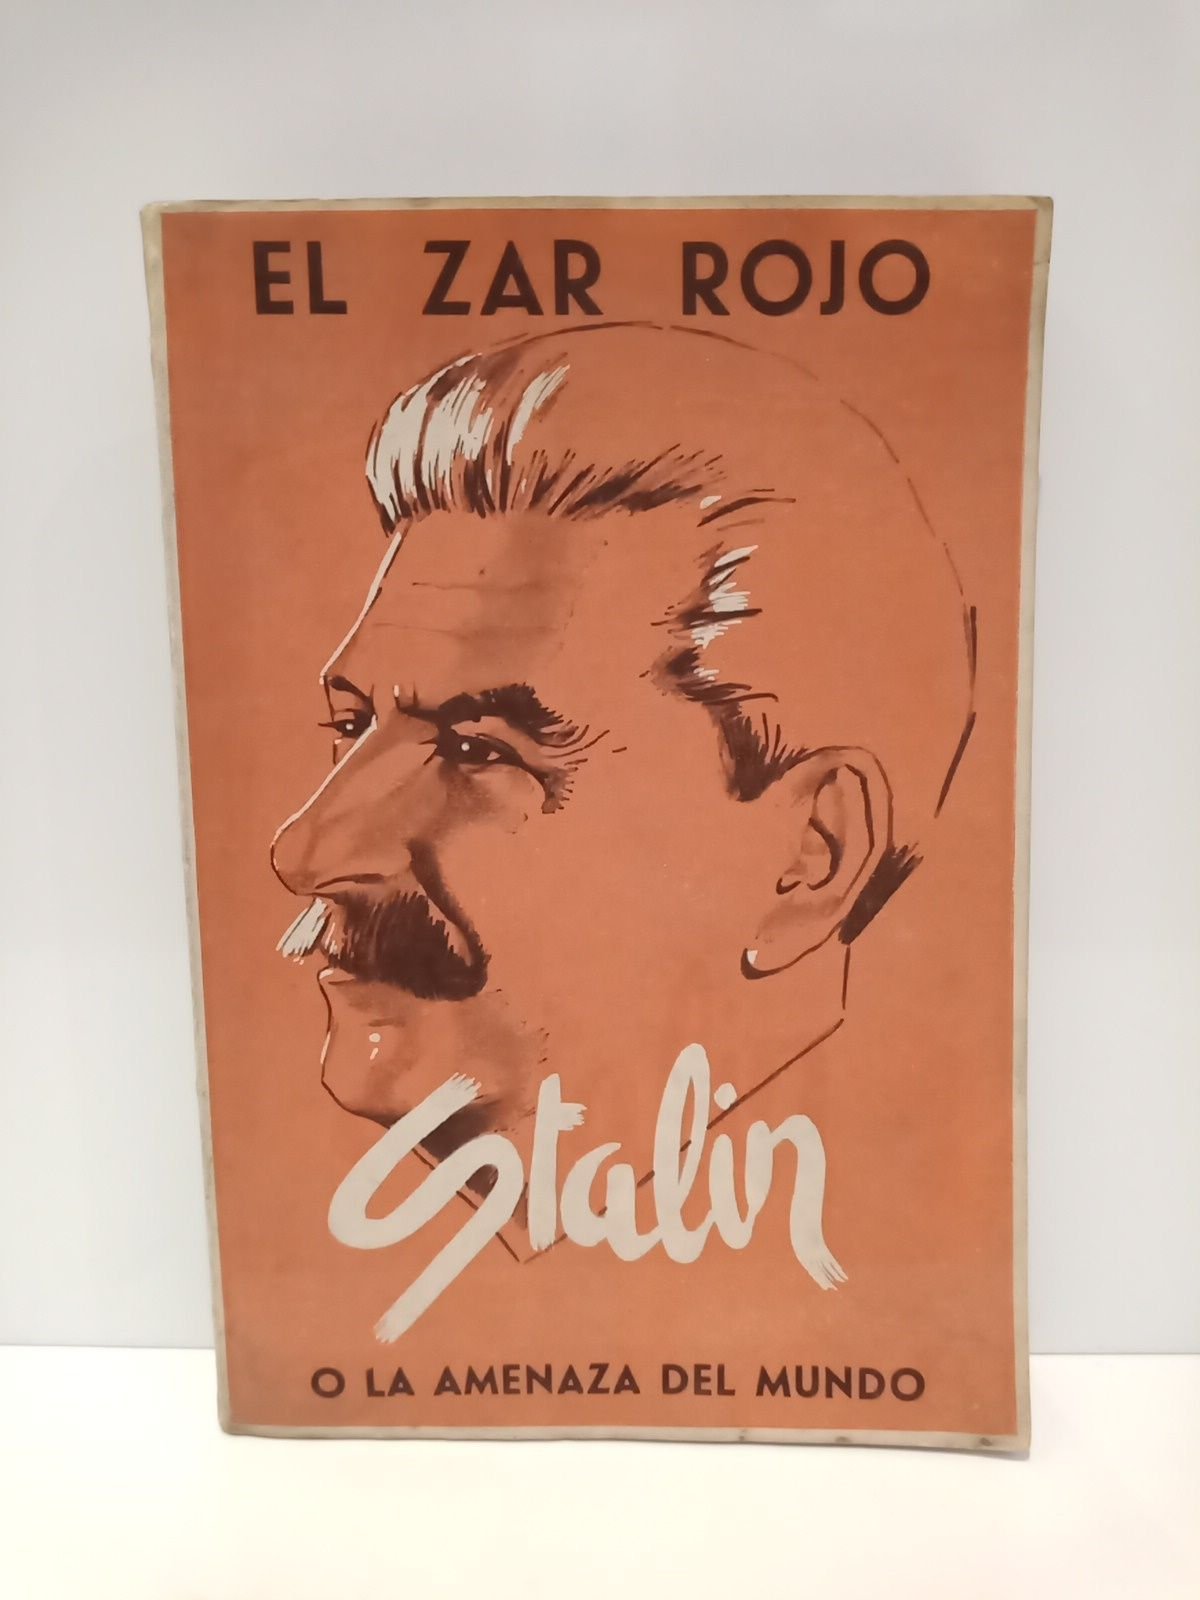 EL ZAR ROJO
Stalin
O LA AMENAZA DEL MUNDO